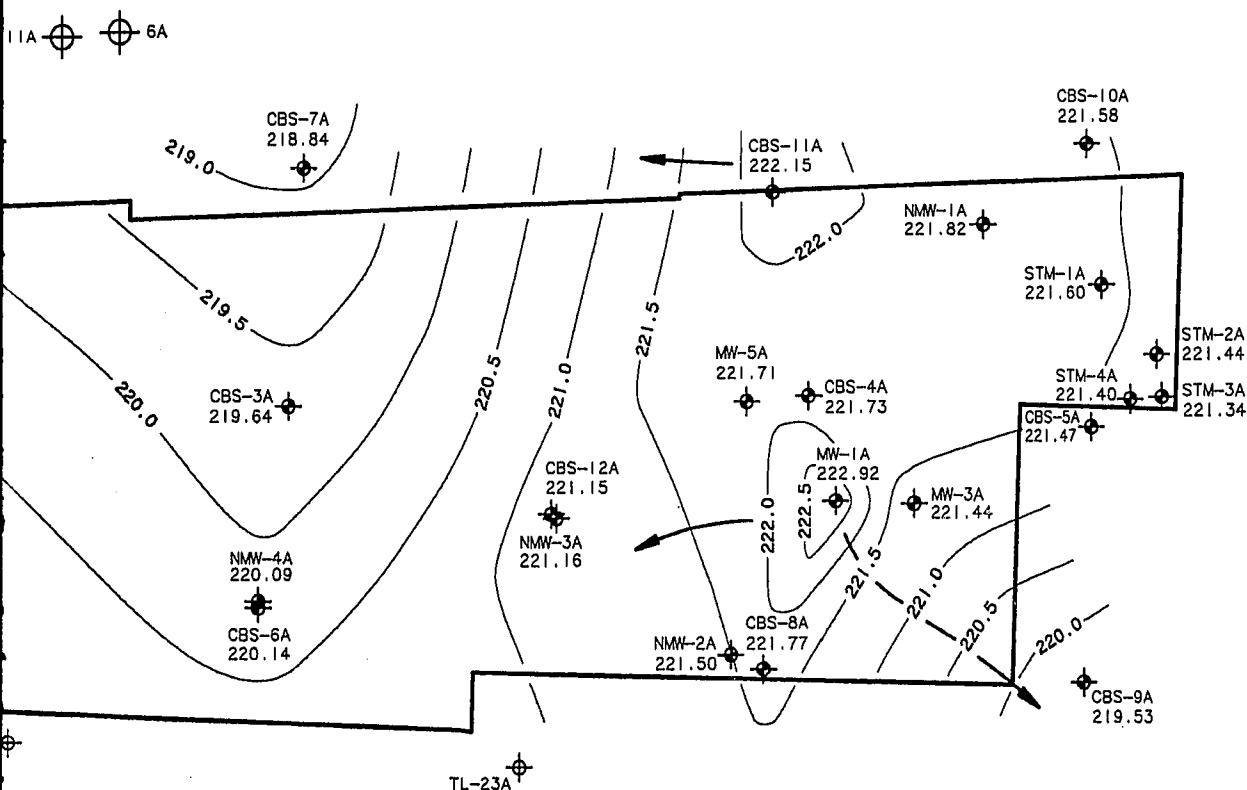 11A
6A
CBS-7A
218.84
219.0
CBS-10A
221.58
CBS-11A
222.15
NMW-1A
221.82
222.0
STM-1A
221.60
219.5
221.5
STM-2A
221.44
MW-5A
221.71
CBS-4A
221.73
STM-4A
221.40
STM-3A
221.34
220.0
CBS-3A
219.64
220.5
221.0
CBS-5A
221.47
CBS-12A
221.15
MW-1A
222.92
222.0
222.5
MW-3A
221.44
NMW-3A
221.16
221.5
221.0
220.5
220.0
NMW-4A
220.09
CBS-6A
220.14
NMW-2A
221.50
CBS-8A
221.77
CBS-9A
219.53
TL-23A